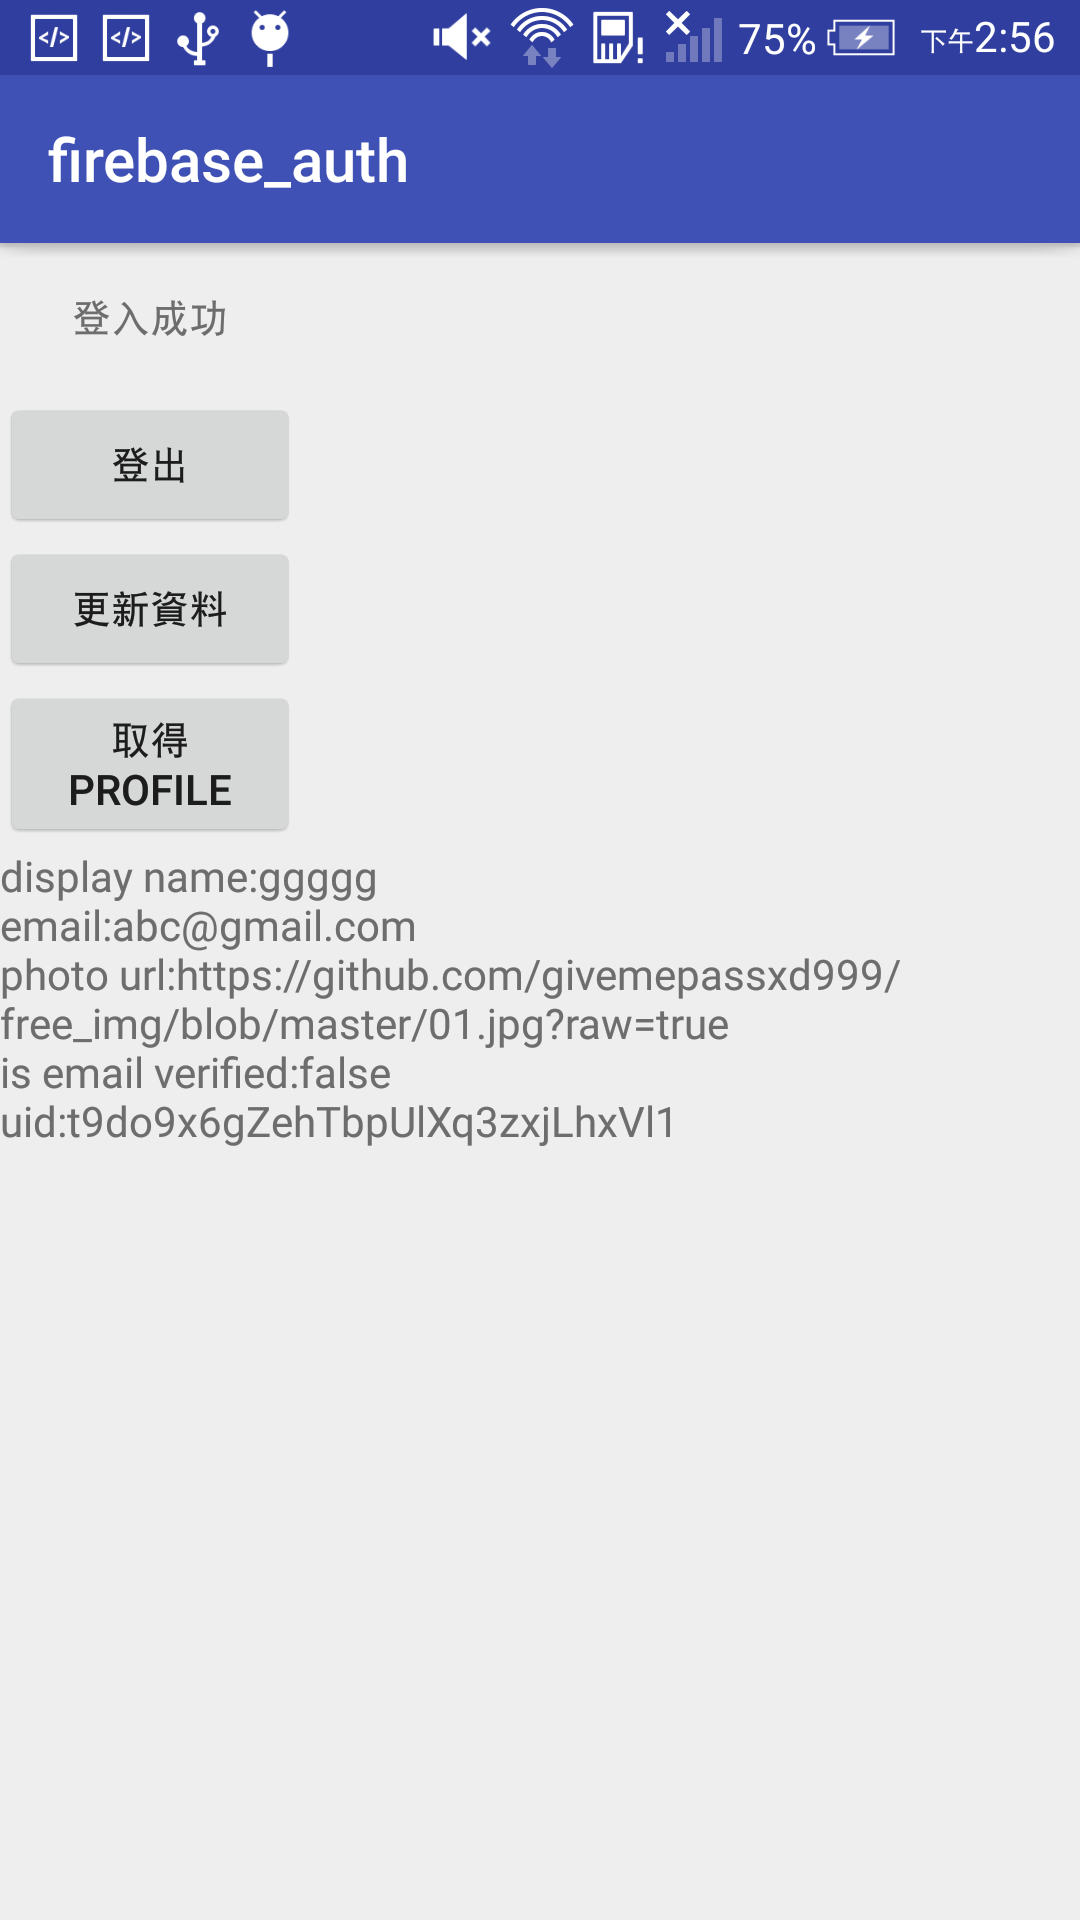 75% 下午2:56
firebase_auth
登入成功
登出
更新資料
取得
PROFILE
display name:ggggg
email:abc@gmail.com
photo url:https://github.com/givemepassxd999/
free_img/blob/master/01.jpg?raw=true
is email verified:false
uid:t9do9x6gZehTbpUlXq3zxjLhxVl1